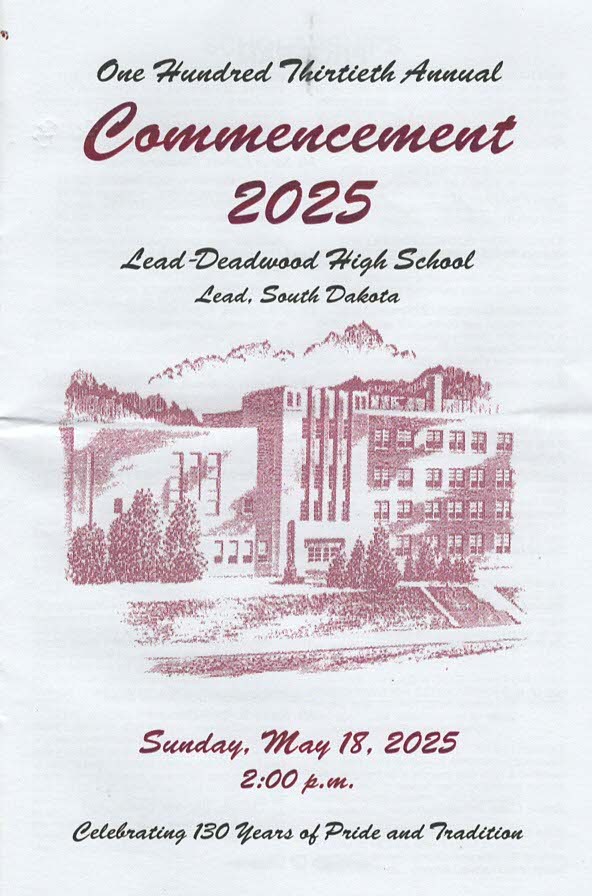 One Hundred Thirtieth Annual
Commencement
2025
Lead-Deadwood High School
Lead, South Dakota
Sunday, May 18, 2025
2:00 p.m.
Celebrating 130 Years of Pride and Tradition